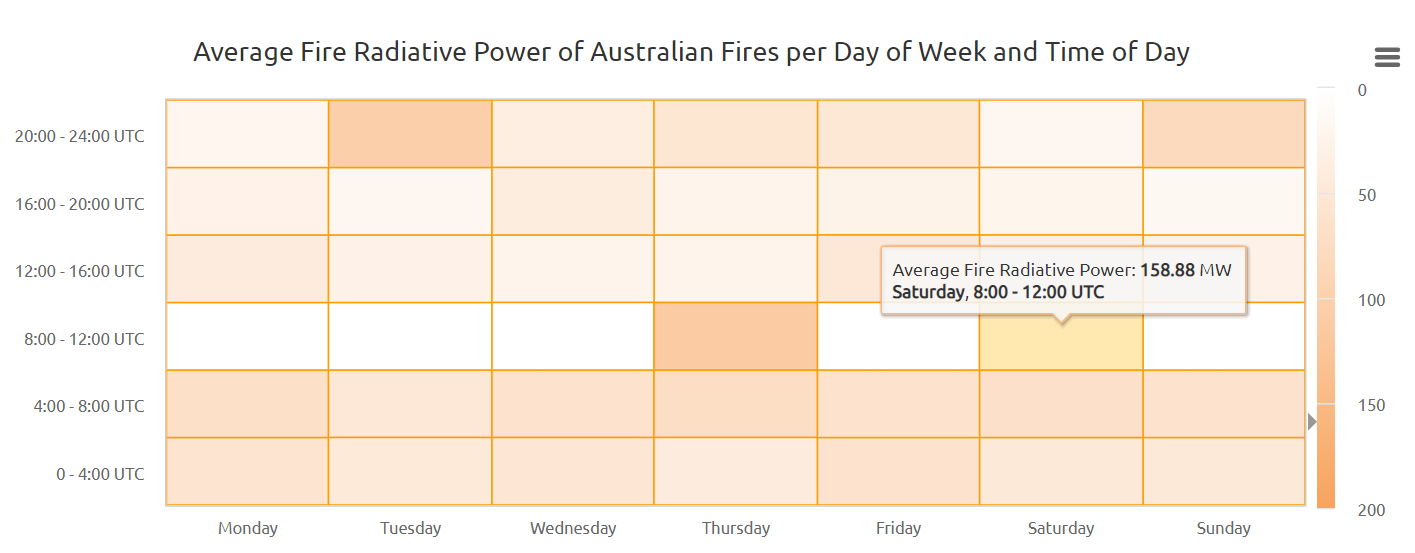 Average Fire Radiative Power of Australian Fires per Day of Week and Time of Day
0
20:00 - 24:00 UTC
50
16:00 - 20:00 UTC
12:00 - 16:00 UTC
Average Fire Radiative Power: 158.88 MW
Saturday, 8:00 - 12:00 UTC
100
8:00 - 12:00 UTC
150
4:00 - 8:00 UTC
0 - 4:00 UTC
200
Monday Tuesday Wednesday Thursday Friday Saturday Sunday